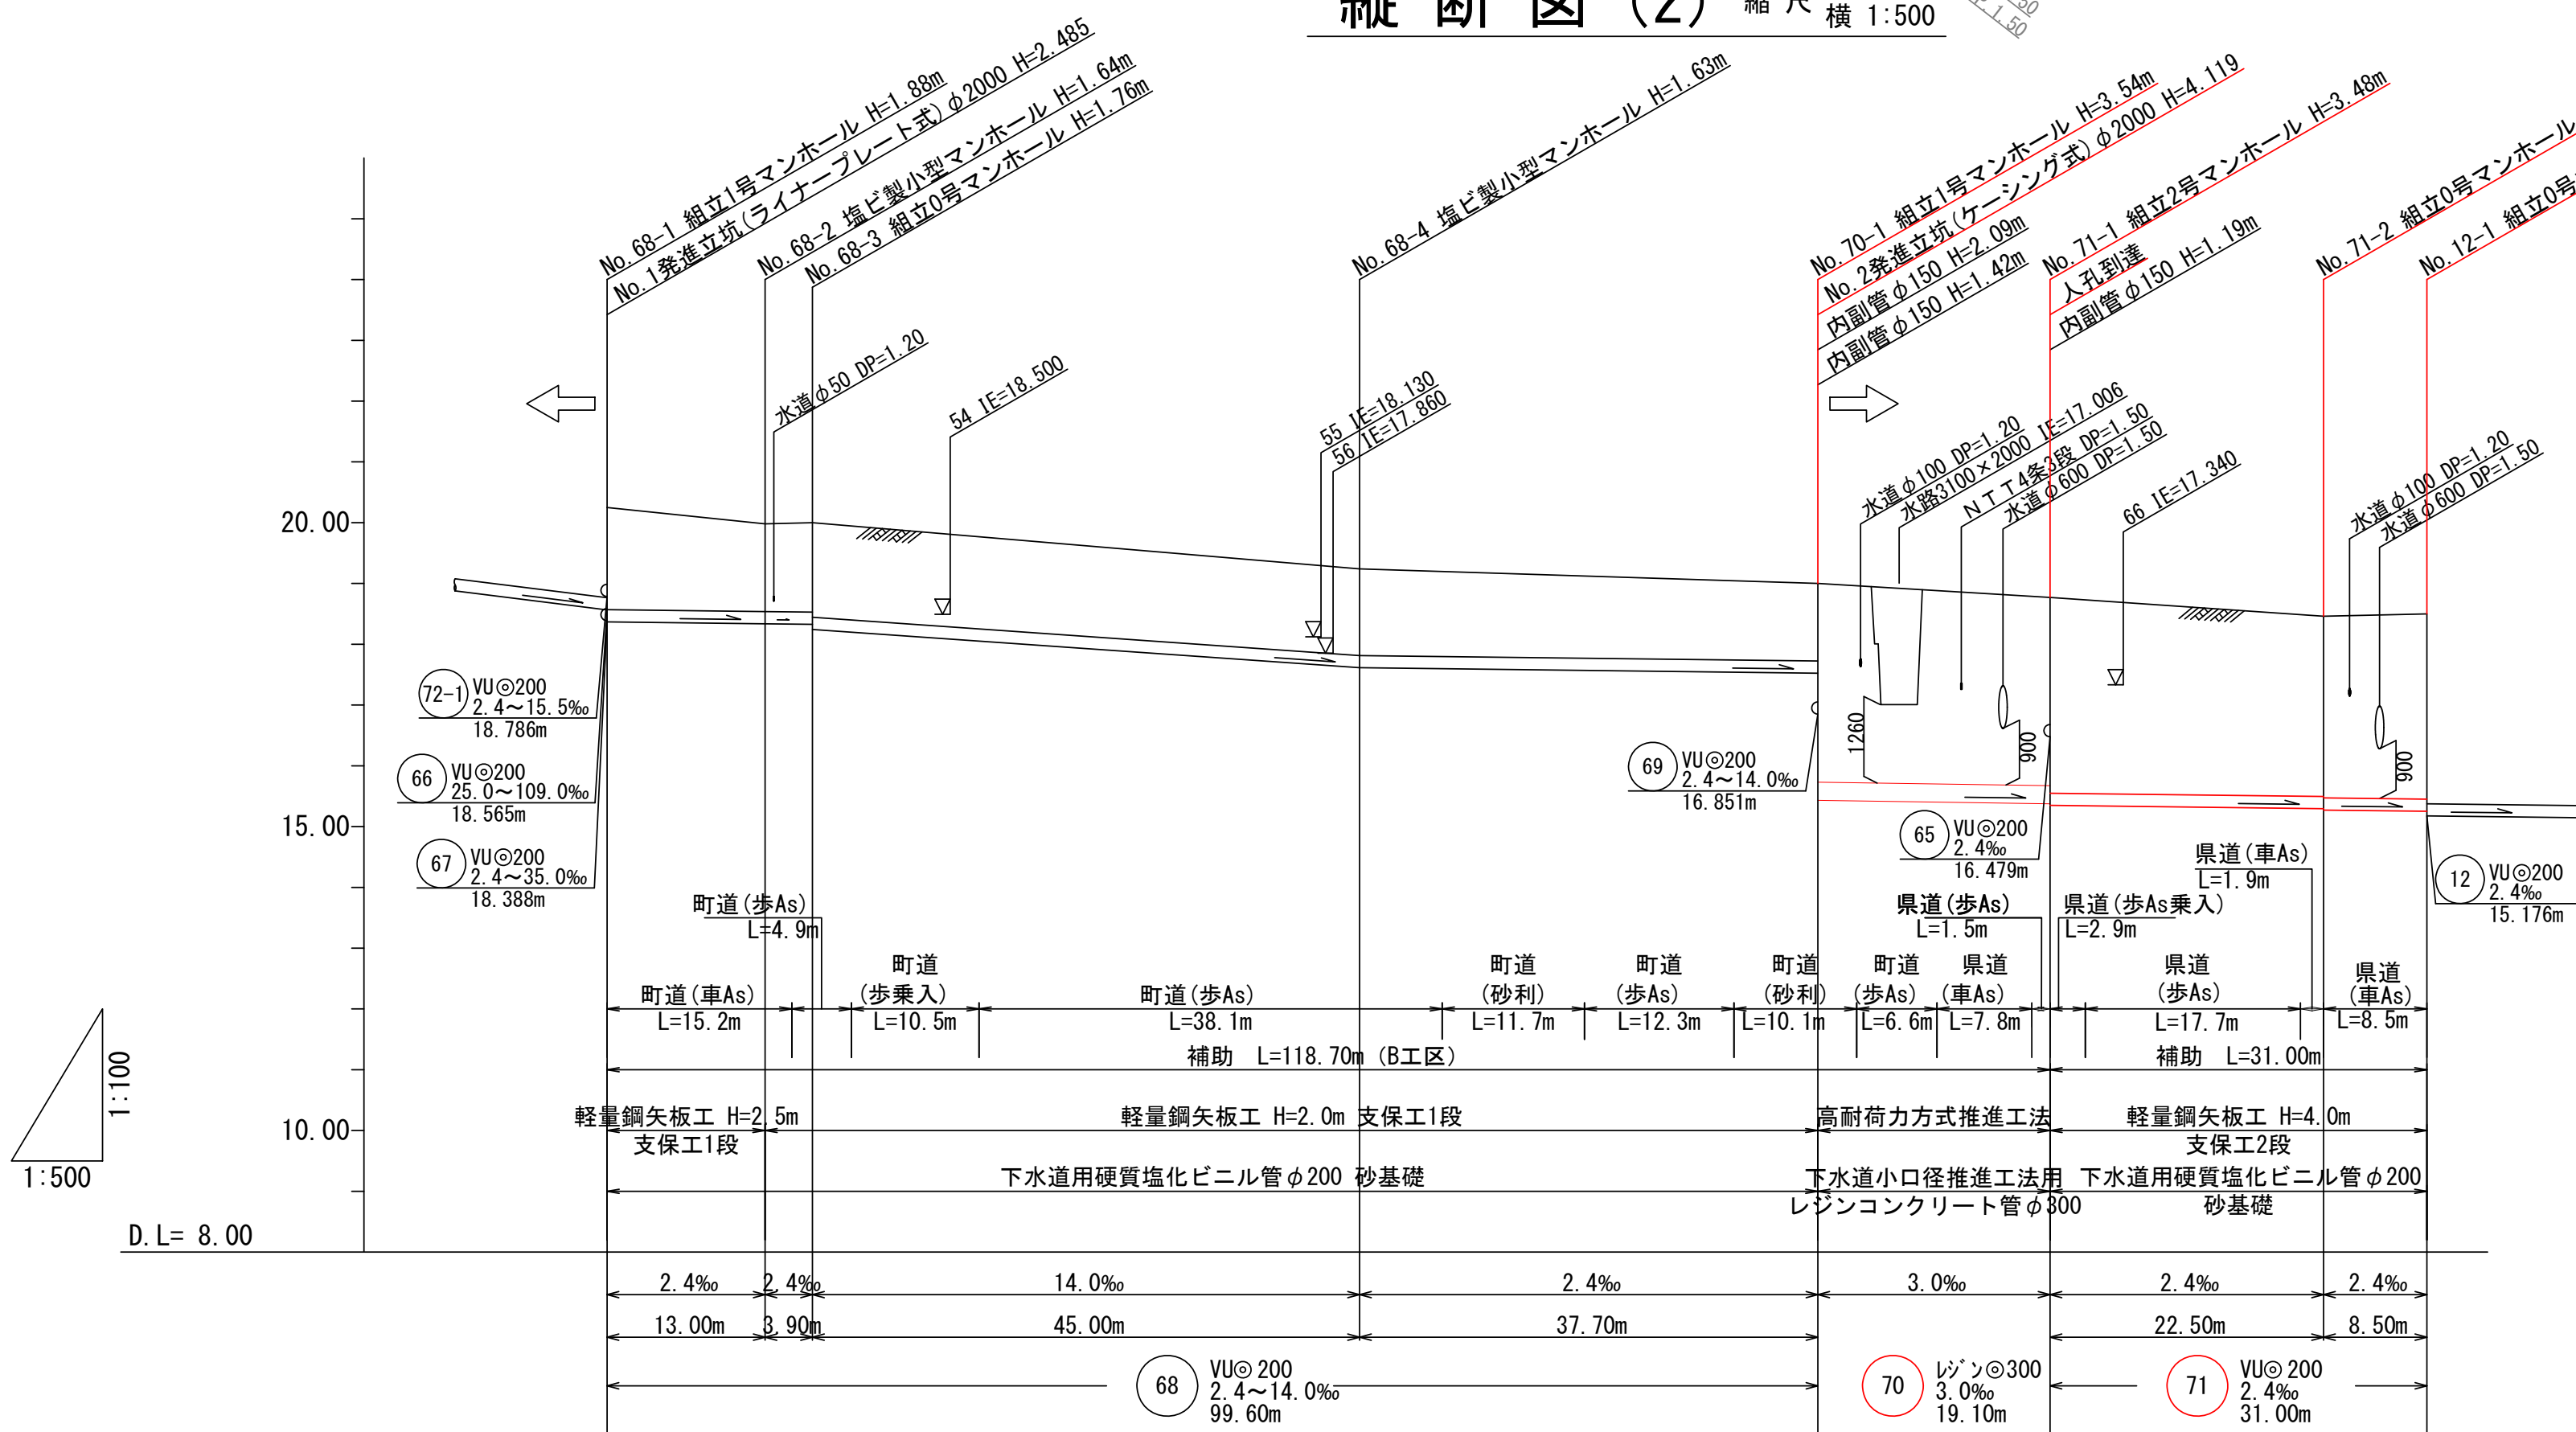 縦 断 図 (2) 縮 尺 横 1:500
1.50
No.68-1 組立1号マンホール H=1.88m
No.1発進立坑(ライナープレート式)φ2000 H=2.485
No.68-2 塩ビ製小型マンホール H=1.64m
No.68-3 組立0号マンホール H=1.76m
No.68-4 塩ビ製小型マンホール H=1.63m
No.70-1 組立1号マンホール H=3.54m
No.2発進立坑(ケーシング式)φ2000 H=4.119
内副管φ150 H=2.09m
内副管φ150 H=1.42m
No.71-1 組立2号マンホール H=3.48m
人孔到達
内副管φ150 H=1.19m
No.71-2 組立0号マンホール
No.12-1 組立0号
水道φ50 DP=1.20
54 IE=18.500
55 IE=18.130
56 IE=17.860
水道φ100 DP=1.20
水路3100×2000 IE=17.006
NTT4条3段 DP=1.50
水道φ600 DP=1.50
66 IE=17.340
水道φ100 DP=1.20
水道φ600 DP=1.50
20.00
15.00
10.00
D.L= 8.00
1:100
1:500
72-1 VU◎200
2.4～15.5‰
18.786m
66 VU◎200
25.0～109.0‰
18.565m
67 VU◎200
2.4～35.0‰
18.388m
69 VU◎200
2.4～14.0‰
16.851m
1260
900
900
65 VU◎200
2.4‰
16.479m
12 VU◎200
2.4‰
15.176m
県道(車As)
L=1.9m
町道(歩As)
L=4.9m
県道(歩As)
L=1.5m
県道(歩As乗入)
L=2.9m
町道(車As)
L=15.2m
町道
(歩乗入)
L=10.5m
町道(歩As)
L=38.1m
町道
(砂利)
L=11.7m
町道
(歩As)
L=12.3m
町道
(砂利)
L=10.1m
町道
(歩As)
L=6.6m
県道
(車As)
L=7.8m
県道
(歩As)
L=17.7m
県道
(車As)
L=8.5m
補助 L=118.70m (B工区)
補助 L=31.00m
軽量鋼矢板工 H=2.5m
支保工1段
軽量鋼矢板工 H=2.0m 支保工1段
高耐荷力方式推進工法
軽量鋼矢板工 H=4.0m
支保工2段
下水道用硬質塩化ビニル管φ200 砂基礎
下水道小口径推進工法用
レジンコンクリート管φ300
下水道用硬質塩化ビニル管φ200
砂基礎
2.4‰ 2.4‰ 14.0‰ 2.4‰ 3.0‰ 2.4‰ 2.4‰
13.00m 3.90m 45.00m 37.70m 22.50m 8.50m
68 VU◎200
2.4～14.0‰
99.60m
70 ﾚｼﾞﾝ◎300
3.0‰
19.10m
71 VU◎200
2.4‰
31.00m